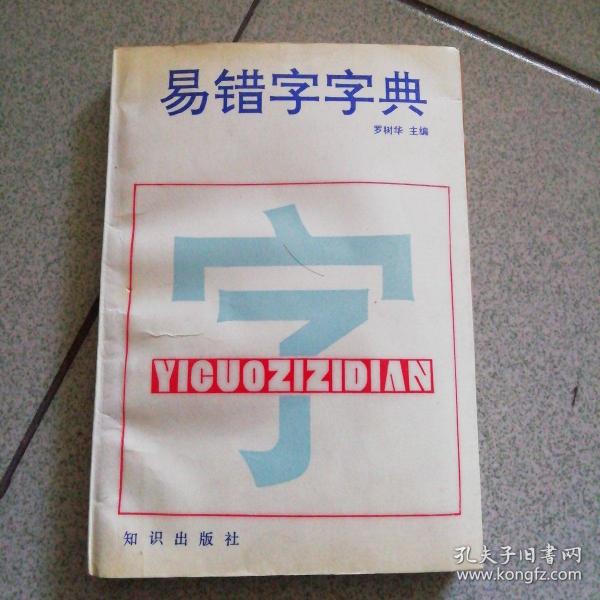 易错字字典
罗树华 主编
字
YICUOZIZIDIAN
知识出版社
孔夫子旧書网
www.kongfz.com